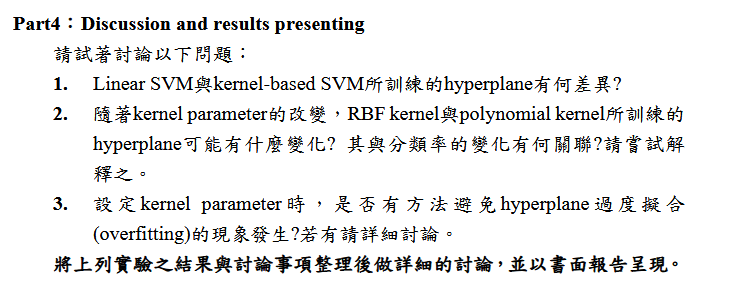 Part4：Discussion and results presenting
請試著討論以下問題：
1. Linear SVM與kernel-based SVM所訓練的hyperplane有何差異?
2. 隨著kernel parameter的改變，RBF kernel與polynomial kernel所訓練的
hyperplane可能有什麼變化? 其與分類率的變化有何關聯?請嘗試解
釋之。
3. 設定kernel parameter時，是否有方法避免hyperplane過度擬合
(overfitting)的現象發生?若有請詳細討論。
將上列實驗之結果與討論事項整理後做詳細的討論，並以書面報告呈現。